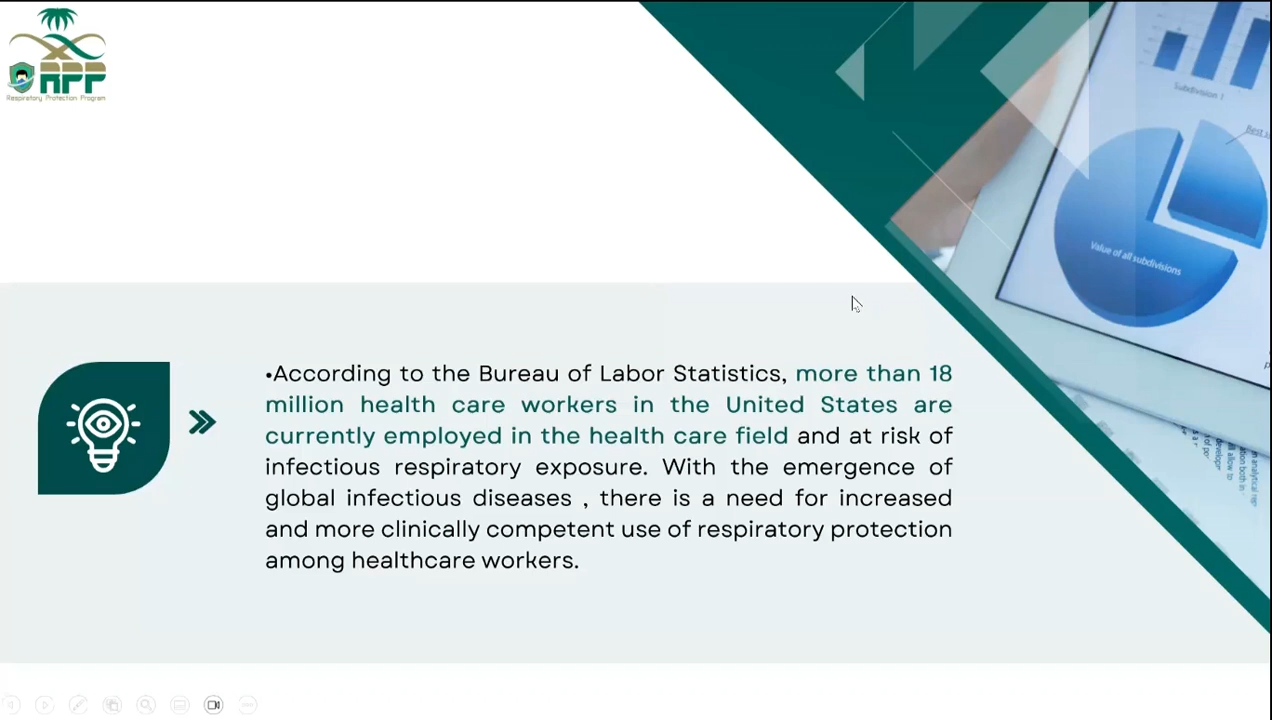 RPP
Respiratory Protection Program
Subdivision 1
Value of all subdivisions
•According to the Bureau of Labor Statistics, more than 18
million health care workers in the United States are
currently employed in the health care field and at risk of
infectious respiratory exposure. With the emergence of
global infectious diseases , there is a need for increased
and more clinically competent use of respiratory protection
among healthcare workers.